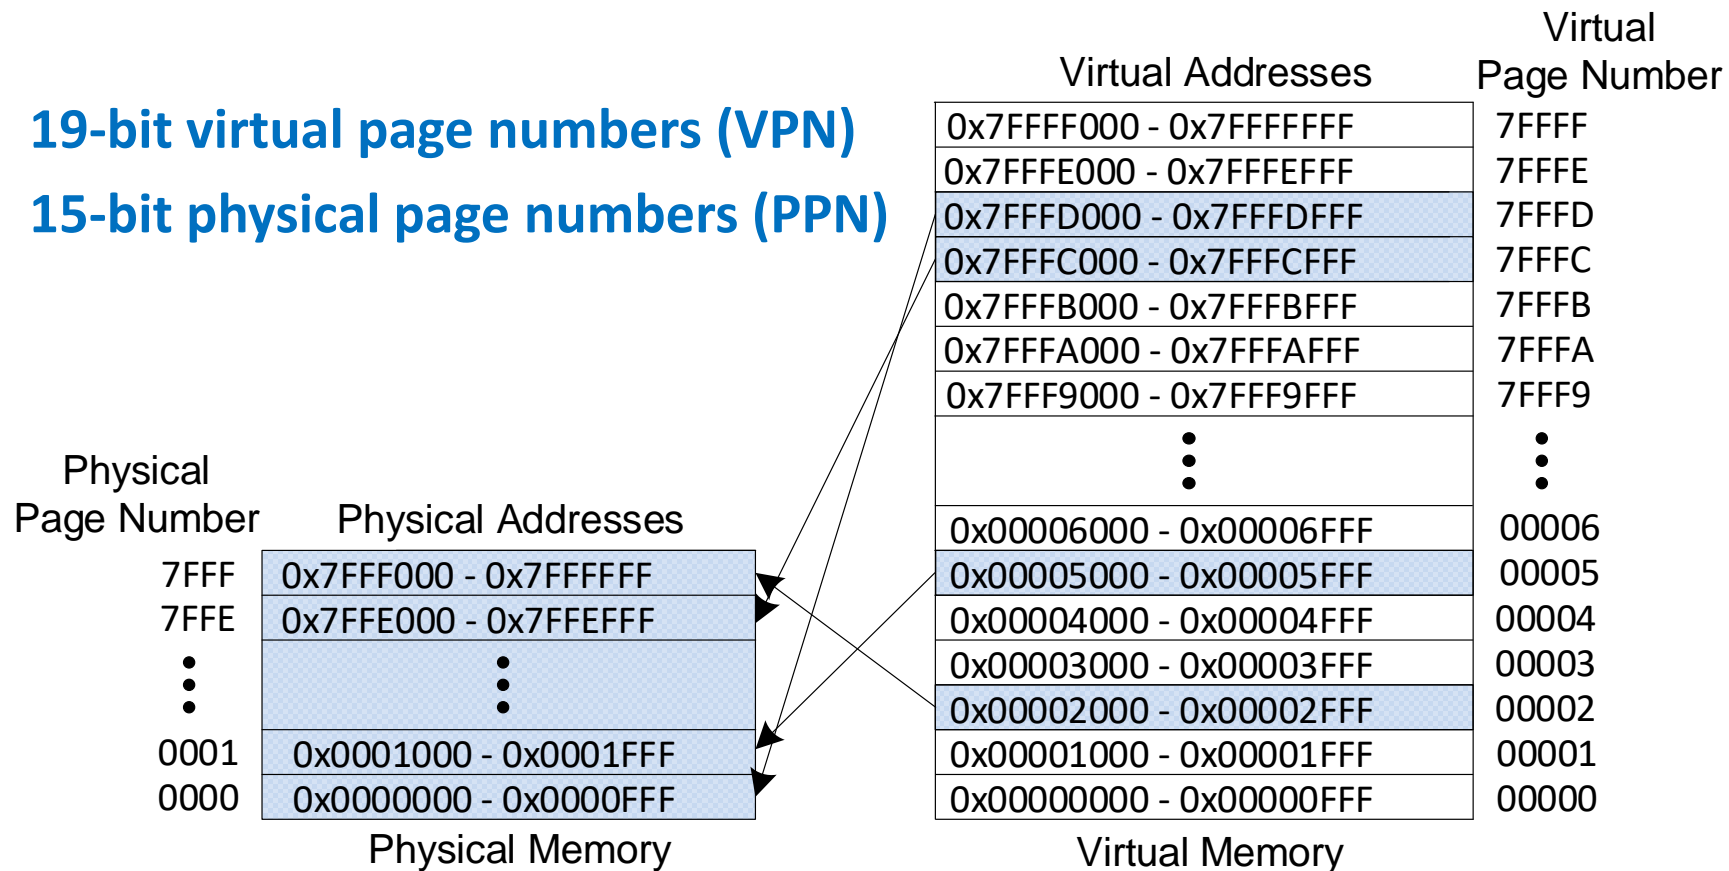 19-bit virtual page numbers (VPN)
15-bit physical page numbers (PPN)
Physical
Page Number
Physical Addresses
7FFF 0x7FFF000 - 0x7FFFFFF
7FFE 0x7FFE000 - 0x7FFEFFF
0001 0x0001000 - 0x0001FFF
0000 0x0000000 - 0x0000FFF
Physical Memory
Virtual Addresses
Virtual
Page Number
0x7FFFF000 - 0x7FFFFFFF 7FFFF
0x7FFFE000 - 0x7FFFEFFF 7FFFE
0x7FFFD000 - 0x7FFFDFFF 7FFFD
0x7FFFC000 - 0x7FFFCFFF 7FFFC
0x7FFFB000 - 0x7FFFBFFF 7FFFB
0x7FFFA000 - 0x7FFFAFFF 7FFFA
0x7FFF9000 - 0x7FFF9FFF 7FFF9
0x00006000 - 0x00006FFF 00006
0x00005000 - 0x00005FFF 00005
0x00004000 - 0x00004FFF 00004
0x00003000 - 0x00003FFF 00003
0x00002000 - 0x00002FFF 00002
0x00001000 - 0x00001FFF 00001
0x00000000 - 0x00000FFF 00000
Virtual Memory